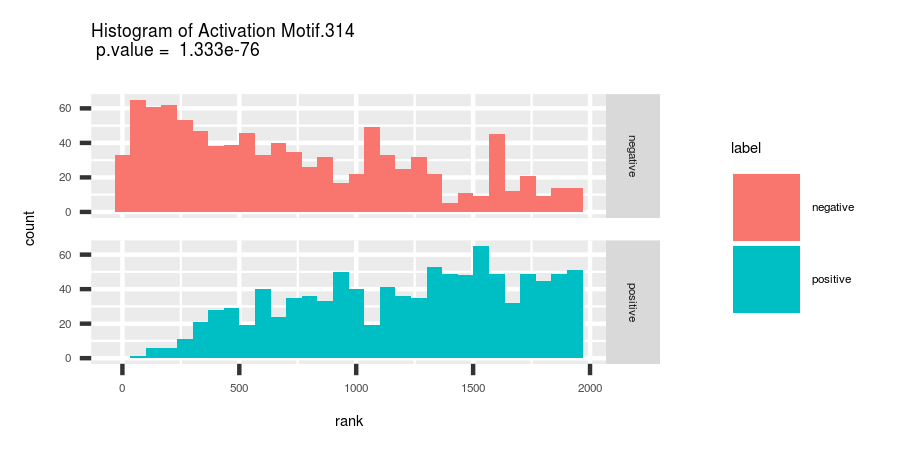 Histogram of Activation Motif.314
p.value =  1.333e-76
60
40
20
0
negative
60
40
20
0
positive
count
0 500 1000 1500 2000
rank
label
negative
positive